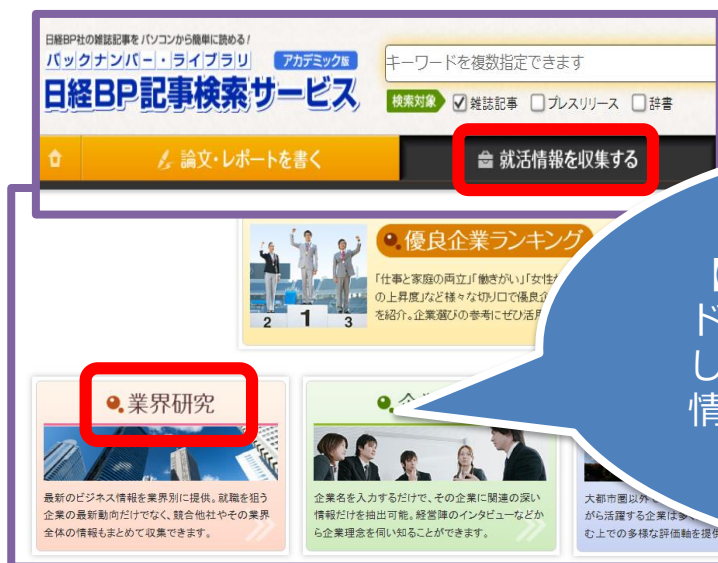 日経BP社の雑誌記事をパソコンから簡単に読める!
バックナンバー・ライブラリ アカデミック版
日経BP記事検索サービス
キーワードを複数指定できます
検索対象 雑誌記事 プレスリリース 辞書
論文・レポートを書く
就活情報を収集する
優良企業ランキング
「仕事と家庭の両立」「働きがい」「女性
の上昇度」など様々な切り口で優良
を紹介。企業選びの参考にぜひ活
2 1 3
業界研究
最新のビジネス情報を業界別に提供。就職を狙う
企業の最新動向だけでなく、競合他社やその業界
全体の情報もまとめて収集できます。
企業名を入力するだけで、その企業に関連の深い
情報だけを抽出可能。経営陣のインタビューなどか
ら企業理念を伺い知ることができます。
大都市圏以外
がら活躍する企業は多
む上での多様な評価軸を提供
ド
し
情